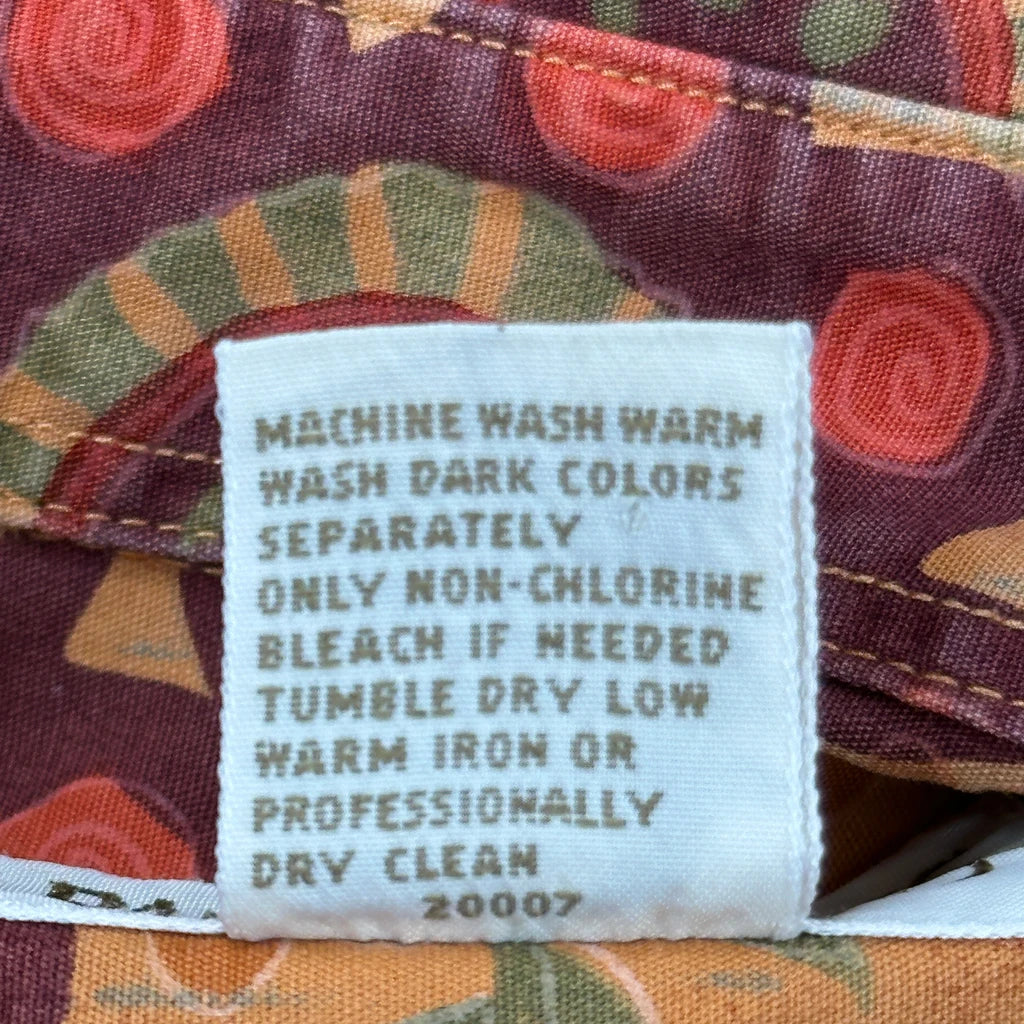 MACHINE WASH WARM
WASH DARK COLORS
SEPARATELY
ONLY NON-CHLORINE
BLEACH IF NEEDED
TUMBLE DRY LOW
WARM IRON OR
PROFESSIONALLY
DRY CLEAN
20007